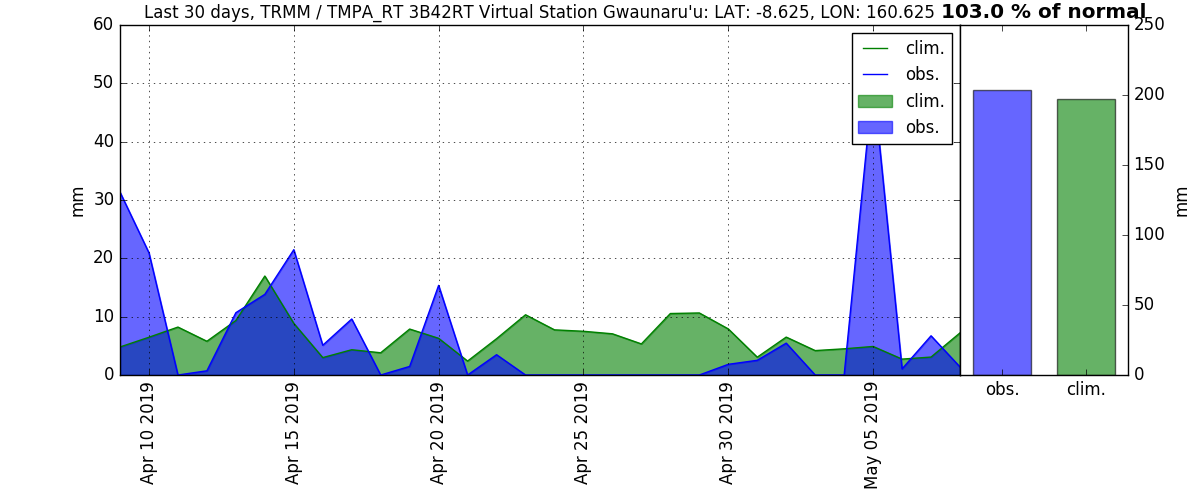 Last 30 days, TRMM / TMPA_RT 3B42RT Virtual Station Gwaunaru'u: LAT: -8.625, LON: 160.625 103.0 % of normal
60
50
40
30
20
10
0
mm
clim.
obs.
clim.
obs.
250
200
150
100
50
0
mm
Apr 10 2019
Apr 15 2019
Apr 20 2019
Apr 25 2019
Apr 30 2019
May 05 2019
obs.
clim.